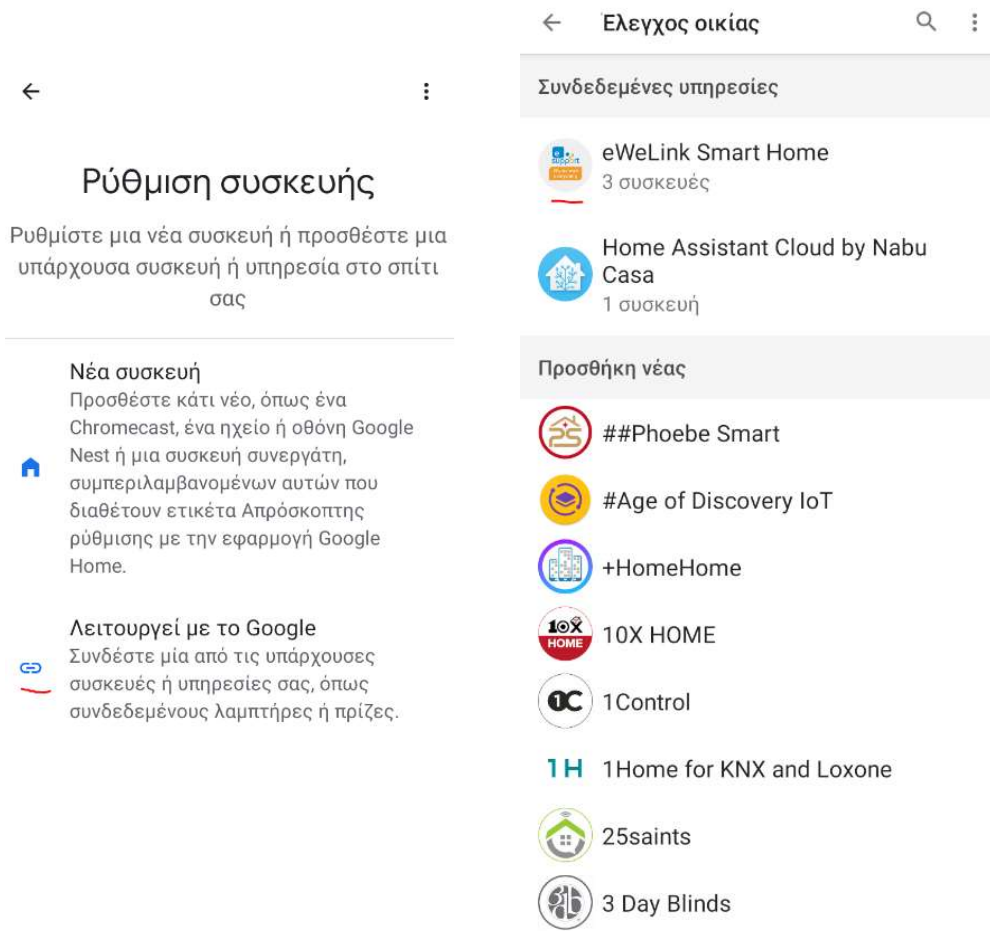 Ρύθμιση συσκευής
Ρυθμίστε μια νέα συσκευή ή προσθέστε μια
υπάρχουσα συσκευή ή υπηρεσία στο σπίτι
σας
Νέα συσκευή
Προσθέστε κάτι νέο, όπως ένα
Chromecast, ένα ηχείο ή οθόνη Google
Nest ή μια συσκευή συνεργάτη,
συμπεριλαμβανομένων αυτών που
διαθέτουν ετικέτα Απρόσκοπτης
ρύθμισης με την εφαρμογή Google
Home.
Λειτουργεί με το Google
Συνδέστε μία από τις υπάρχουσες
συσκευές ή υπηρεσίες σας, όπως
συνδεδεμένους λαμπτήρες ή πρίζες.
Έλεγχος οικίας
Συνδεδεμένες υπηρεσίες
support
eWeLink Smart Home
3 συσκευές
Home Assistant Cloud by Nabu
Casa
1 συσκευή
Προσθήκη νέας
##Phoebe Smart
#Age of Discovery IoT
+HomeHome
10X
HOME
10X HOME
1C
1Control
1H
1Home for KNX and Loxone
25saints
3 Day Blinds